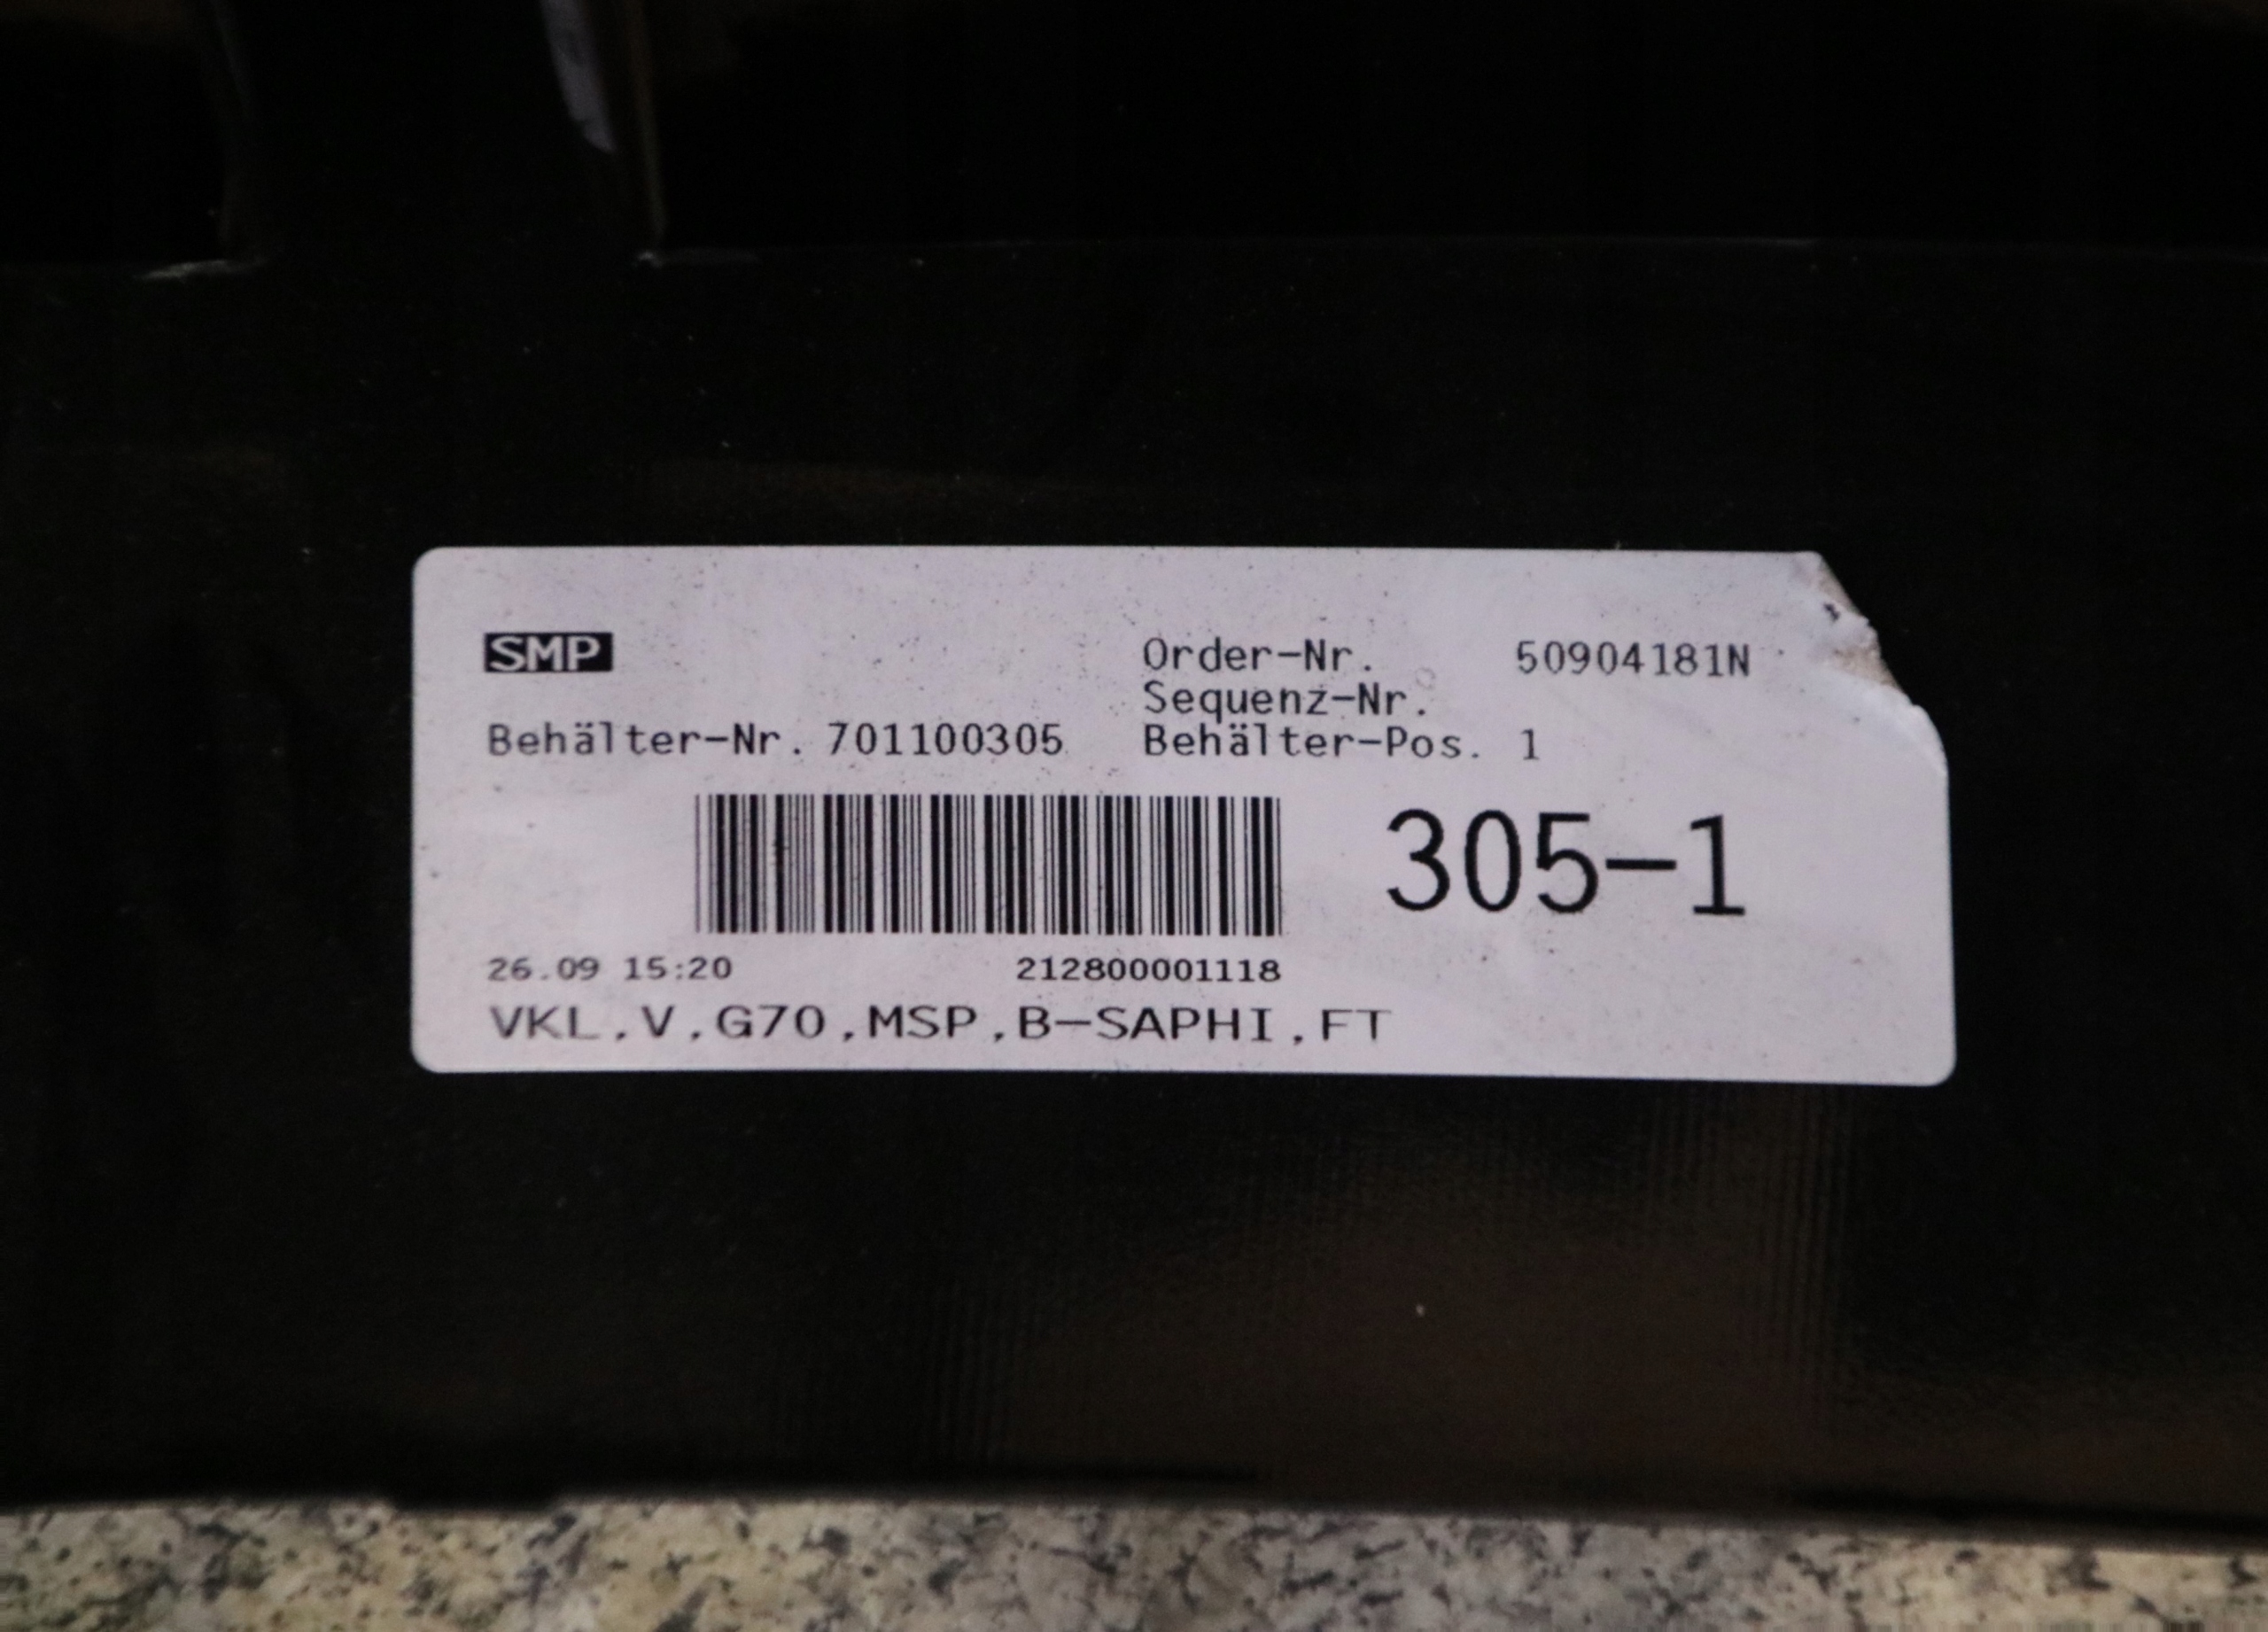 SMP
Order-Nr. 50904181N
Sequenz-Nr.
Behälter-Nr. 701100305 Behälter-Pos. 1
305-1
26.09 15:20 212800001118
VKL,V,G70,MSP,B-SAPHI,FT